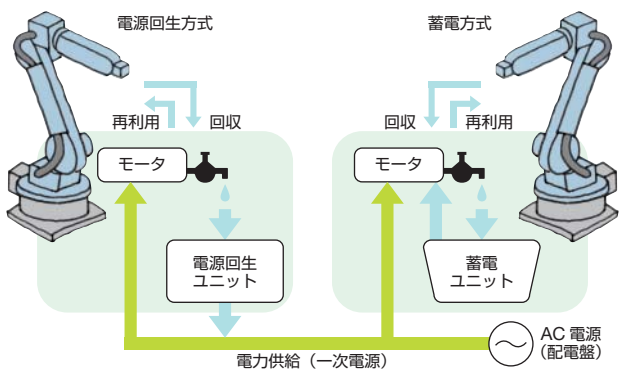 電源回生方式
蓄電方式
再利用
回収
回収
再利用
モータ
モータ
電源回生
ユニット
蓄電
ユニット
AC 電源
（配電盤）
電力供給（一次電源）